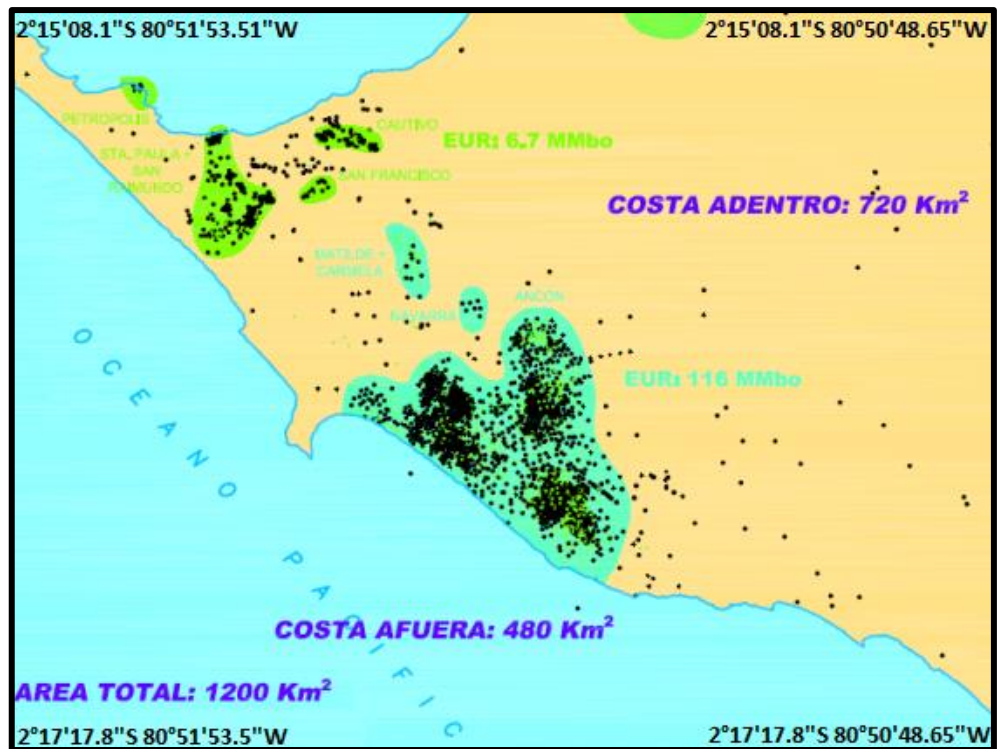 2°15'08.1"S 80°51'53.51"W
2°15'08.1"S 80°50'48.65"W
PETROPOLIS
CAUTIVO
EUR: 6.7 MMbo
STA. PAULA +
SAN
RAIMUNDO
SAN FRANCISCO
COSTA ADENTRO: 720 Km²
MATILDE +
CARMELA
NAVARRA
ANCON
EUR: 116 MMbo
OCEANO PACIFIC
COSTA AFUERA: 480 Km²
AREA TOTAL: 1200 Km²
2°17'17.8"S 80°51'53.5"W
2°17'17.8"S 80°50'48.65"W